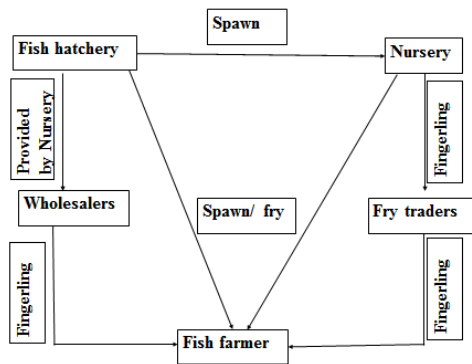 Spawn
Fish hatchery
Nursery
Provided
by Nursery
Fingerling
Wholesalers
Spawn/ fry
Fry traders
Fingerling
Fingerling
Fish farmer